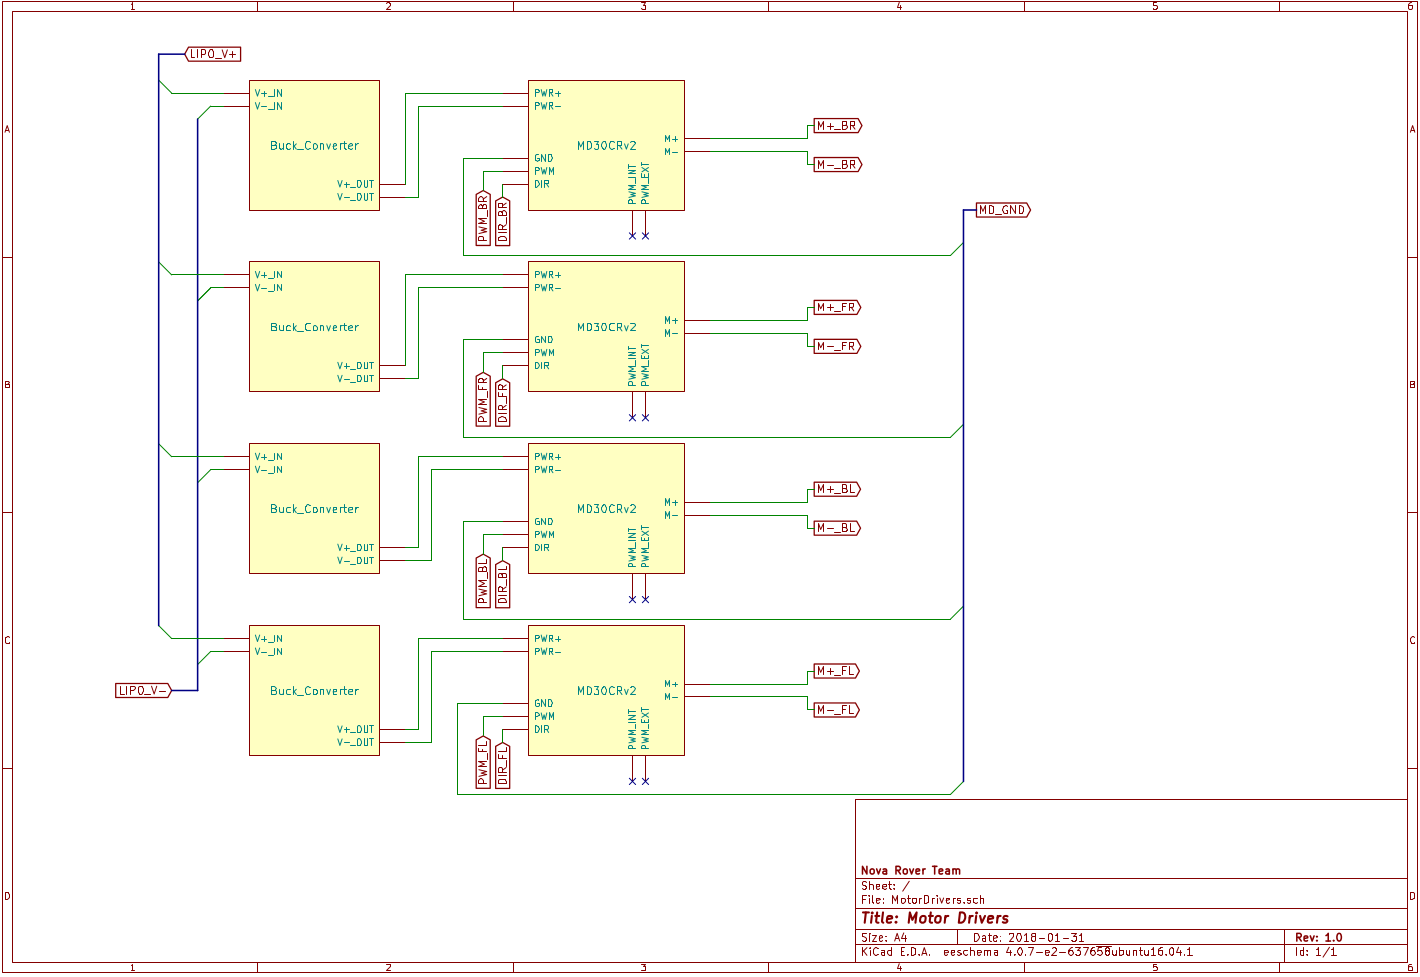 1 2 3 4 5 6
LIPO_V+
A A
V+_IN
V-_IN
Buck_Converter
V+_OUT
V-_OUT
PWR+
PWR-
GND
PWM
DIR
MD30CRv2
M+
M-
PWM_INT
PWM_EXT
PWM_BR
DIR_BR
M+_BR
M-_BR
MD_GND
B B
V+_IN
V-_IN
Buck_Converter
V+_OUT
V-_OUT
PWR+
PWR-
GND
PWM
DIR
MD30CRv2
M+
M-
PWM_INT
PWM_EXT
PWM_FR
DIR_FR
M+_FR
M-_FR
V+_IN
V-_IN
Buck_Converter
V+_OUT
V-_OUT
PWR+
PWR-
GND
PWM
DIR
MD30CRv2
M+
M-
PWM_INT
PWM_EXT
PWM_BL
DIR_BL
M+_BL
M-_BL
C C
LIPO_V-
V+_IN
V-_IN
Buck_Converter
V+_OUT
V-_OUT
PWR+
PWR-
GND
PWM
DIR
MD30CRv2
M+
M-
PWM_INT
PWM_EXT
PWM_FL
DIR_FL
M+_FL
M-_FL
D D
Nova Rover Team
Sheet: /
File: MotorDrivers.sch
Title: Motor Drivers
Size: A4 Date: 2018-01-31 Rev: 1.0
KiCad E.D.A. eeschema 4.0.7-e2-637658ubuntu16.04.1 Id: 1/1
1 2 3 4 5 6